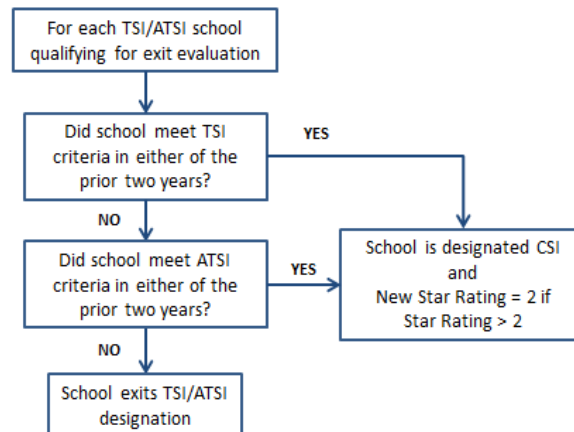 For each TSI/ATSI school
qualifying for exit evaluation
Did school meet TSI
criteria in either of the
prior two years?
YES
NO
Did school meet ATSI
criteria in either of the
prior two years?
YES
School is designated CSI
and
New Star Rating = 2 if
Star Rating > 2
NO
School exits TSI/ATSI
designation